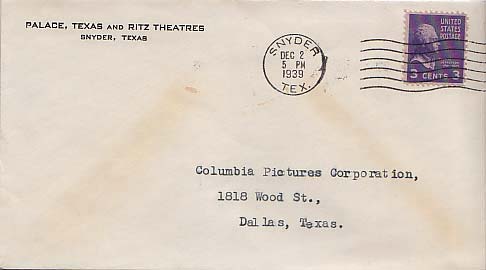 PALACE, TEXAS AND RITZ THEATRES
SNYDER, TEXAS
SNYDER
DEC 2
5 PM
1939
TEX.
UNITED
STATES
POSTAGE
3 CENTS 3
Columbia Pictures Corporation,
1818 Wood St.,
Dallas, Texas.